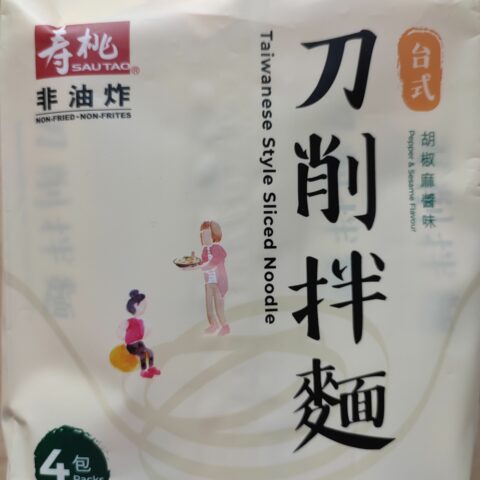 寿桃
SAU TAO®
非油炸
NON-FRIED•NON-FRITES
台式
刀削拌麵
Taiwanese Style Sliced Noodle
胡椒麻醬味
Pepper & Sesame Flavour
4包
Packs